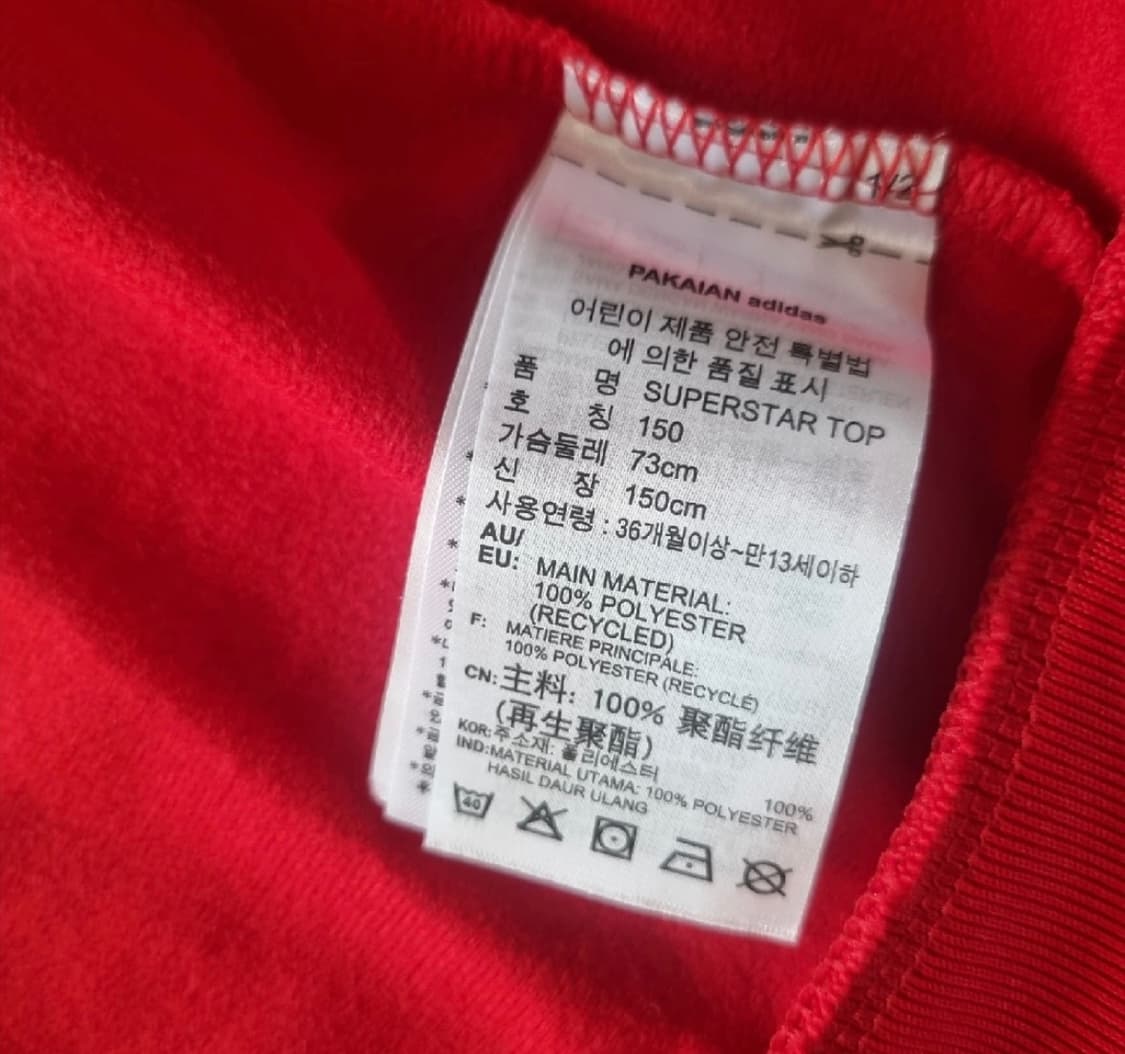 1/2
PAKAIAN adidas
어린이 제품 안전 특별법
에 의한 품질 표시
품 명 SUPERSTAR TOP
호 칭 150
가슴둘레 73cm
신 장 150cm
사용연령 : 36개월이상~만13세이하
AU/
EU: MAIN MATERIAL:
100% POLYESTER
(RECYCLED)
F: MATIERE PRINCIPALE:
100% POLYESTER (RECYCLÉ)
CN: 主料: 100% 聚酯纤维
(再生聚酯)
KOR: 주소재: 폴리에스터 100%
IND: MATERIAL UTAMA: 100% POLYESTER
HASIL DAUR ULANG
40